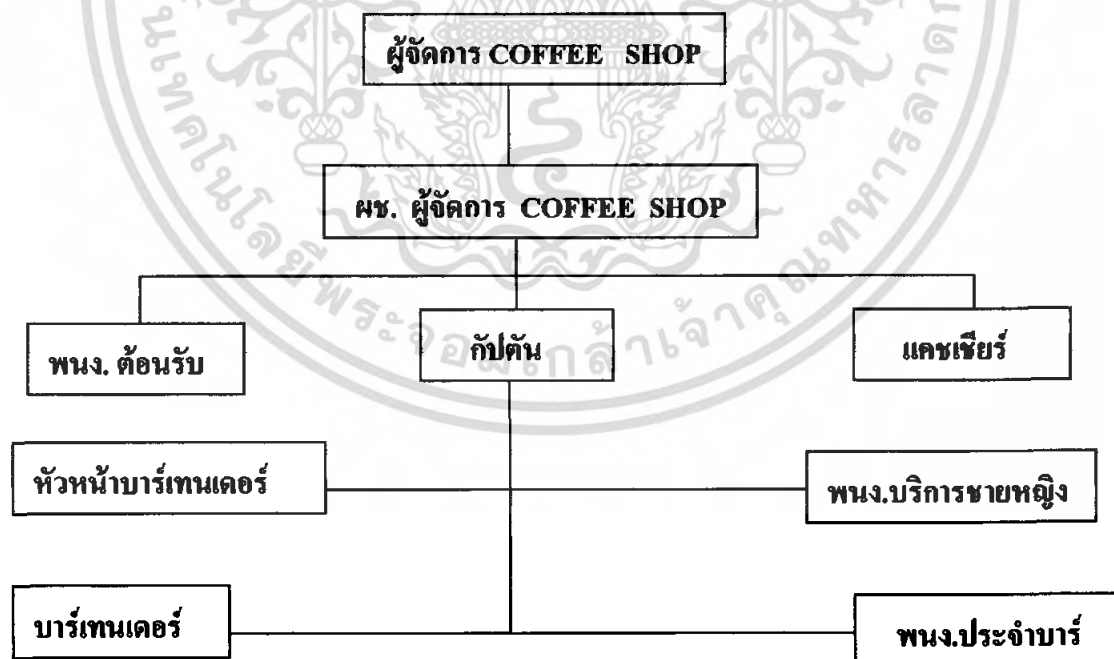 ผู้จัดการ COFFEE SHOP
ผช. ผู้จัดการ COFFEE SHOP
พนง. ต้อนรับ
กัปตัน
แคชเชียร์
หัวหน้าบาร์เทนเดอร์
พนง.บริการชายหญิง
บาร์เทนเดอร์
พนง.ประจำบาร์